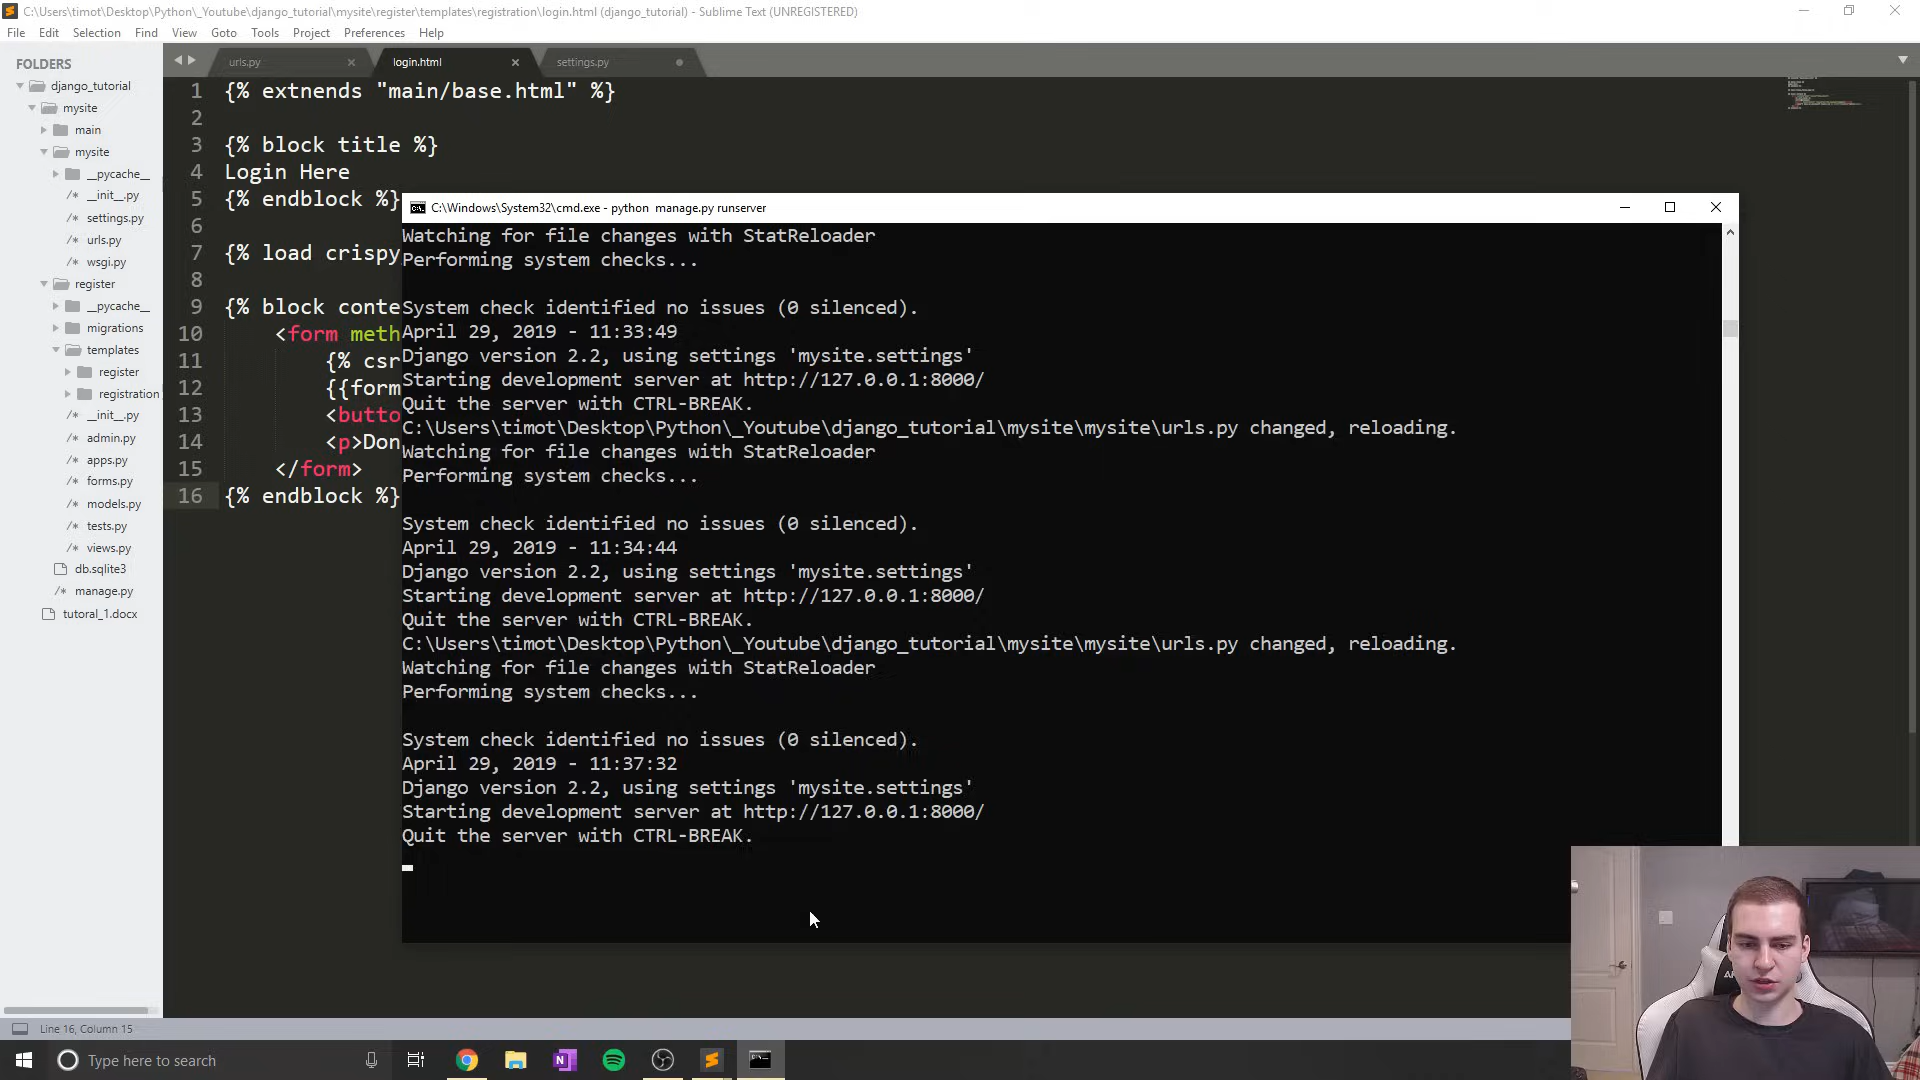 C:\Users\timot\Desktop\Python\_Youtube\django_tutorial\mysite\register\templates\registration\login.html (django_tutorial) - Sublime Text (UNREGISTERED)
File Edit Selection Find View Goto Tools Project Preferences Help
FOLDERS
django_tutorial
mysite
main
mysite
__pycache__
/* __init__.py
/* settings.py
/* urls.py
/* wsgi.py
register
__pycache__
migrations
templates
register
registration
/* __init__.py
/* admin.py
/* apps.py
/* forms.py
/* models.py
/* tests.py
/* views.py
db.sqlite3
/* manage.py
tutoral_1.docx
urls.py login.html settings.py
1 {% extnends "main/base.html" %}
2
3 {% block title %}
4 Login Here
5 {% endblock %}
6
7 {% load crispy
8
9 {% block conte
10 <form meth
11 {% csr
12 {{form
13 <butto
14 <p>Don
15 </form>
16 {% endblock %}
C:\Windows\System32\cmd.exe - python manage.py runserver
Watching for file changes with StatReloader
Performing system checks...
System check identified no issues (0 silenced).
April 29, 2019 - 11:33:49
Django version 2.2, using settings 'mysite.settings'
Starting development server at http://127.0.0.1:8000/
Quit the server with CTRL-BREAK.
C:\Users\timot\Desktop\Python\_Youtube\django_tutorial\mysite\mysite\urls.py changed, reloading.
Watching for file changes with StatReloader
Performing system checks...
System check identified no issues (0 silenced).
April 29, 2019 - 11:34:44
Django version 2.2, using settings 'mysite.settings'
Starting development server at http://127.0.0.1:8000/
Quit the server with CTRL-BREAK.
C:\Users\timot\Desktop\Python\_Youtube\django_tutorial\mysite\mysite\urls.py changed, reloading.
Watching for file changes with StatReloader
Performing system checks...
System check identified no issues (0 silenced).
April 29, 2019 - 11:37:32
Django version 2.2, using settings 'mysite.settings'
Starting development server at http://127.0.0.1:8000/
Quit the server with CTRL-BREAK.
Line 16, Column 15
Type here to search